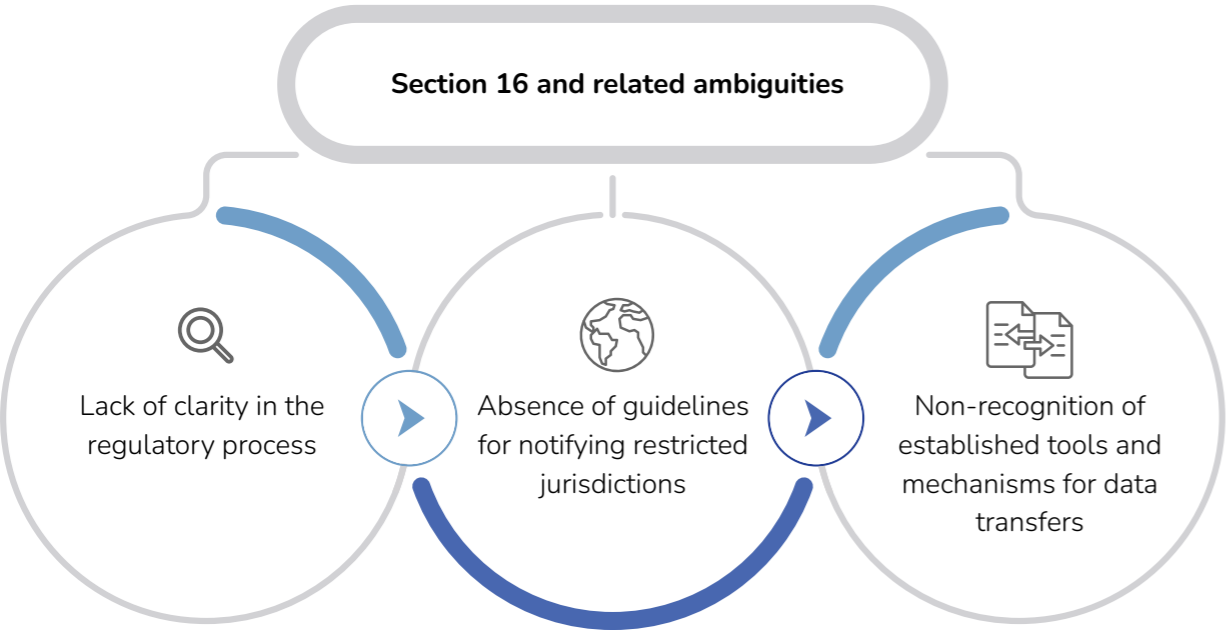 Section 16 and related ambiguities
Lack of clarity in the
regulatory process
Absence of guidelines
for notifying restricted
jurisdictions
Non-recognition of
established tools and
mechanisms for data
transfers